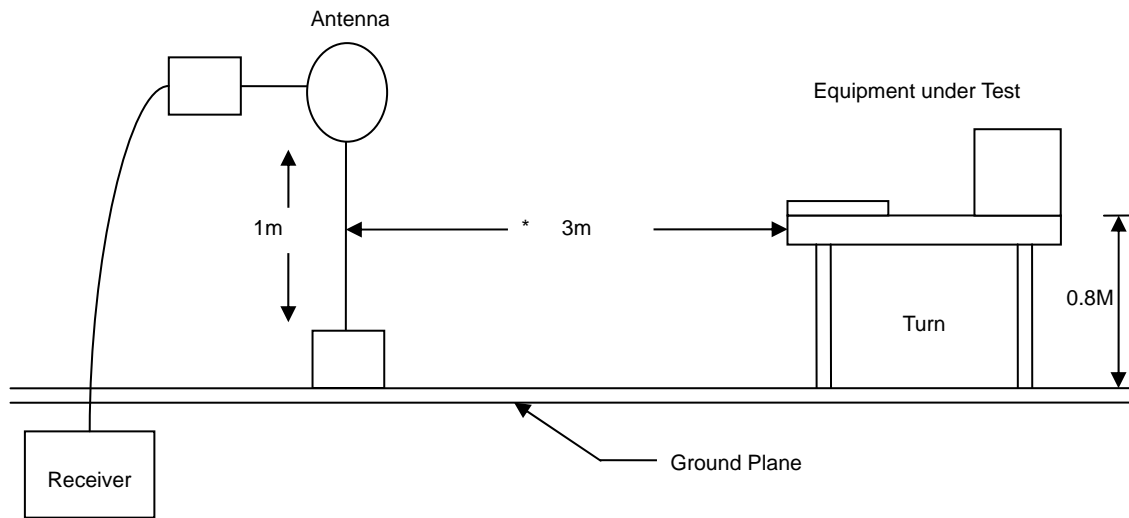 Antenna
Equipment under Test
1m
* 3m
0.8M
Turn
Ground Plane
Receiver